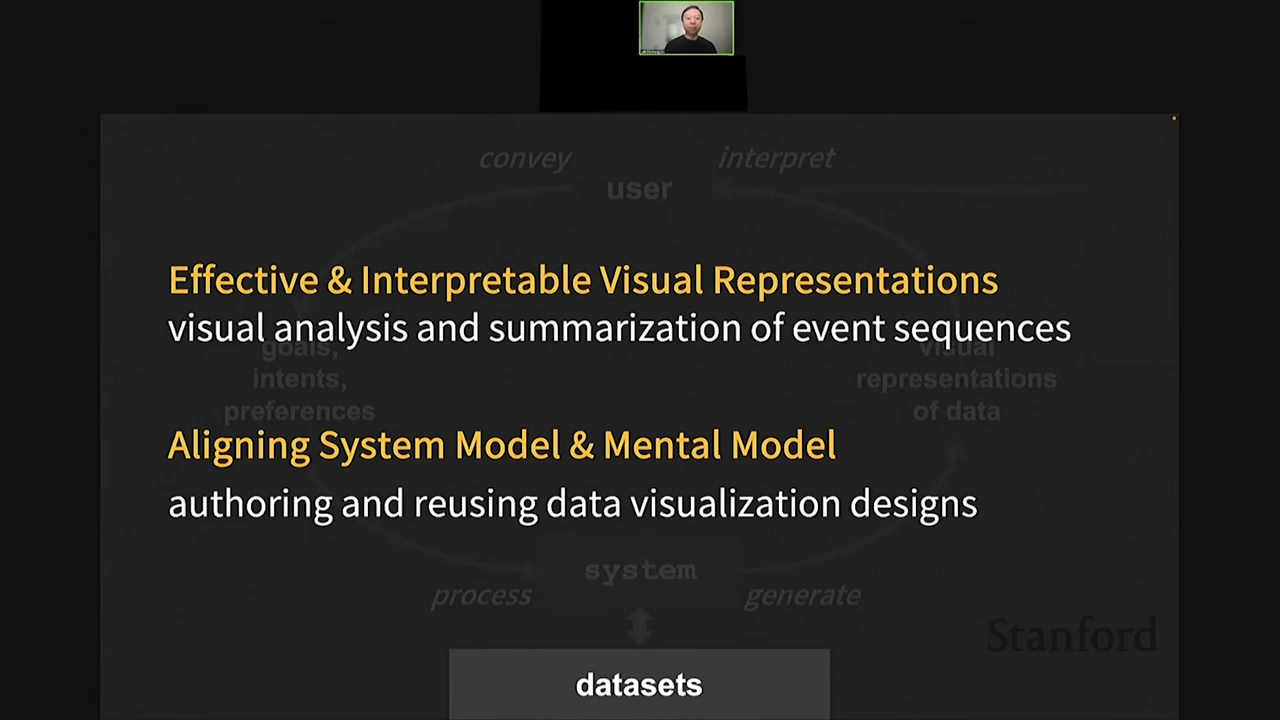 convey
interpret
user
Effective & Interpretable Visual Representations
visual analysis and summarization of event sequences
goals,
intents,
preferences
visual
representations
of data
Aligning System Model & Mental Model
authoring and reusing data visualization designs
system
process
generate
Stanford
datasets